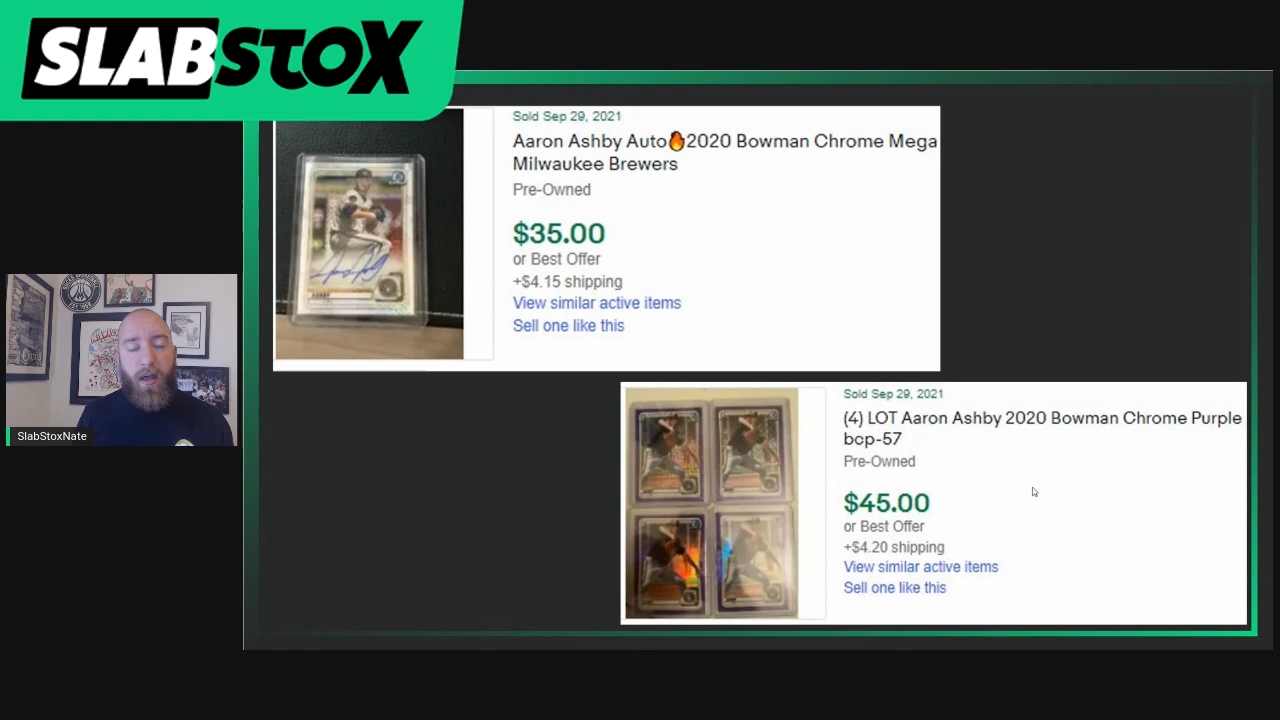 SLABSTOX
Sold Sep 29, 2021
Aaron Ashby Auto🔥2020 Bowman Chrome Mega
Milwaukee Brewers
Pre-Owned
$35.00
or Best Offer
+$4.15 shipping
View similar active items
Sell one like this
ASHBY
SlabStoxNate
Sold Sep 29, 2021
(4) LOT Aaron Ashby 2020 Bowman Chrome Purple
bcp-57
Pre-Owned
$45.00
or Best Offer
+$4.20 shipping
View similar active items
Sell one like this